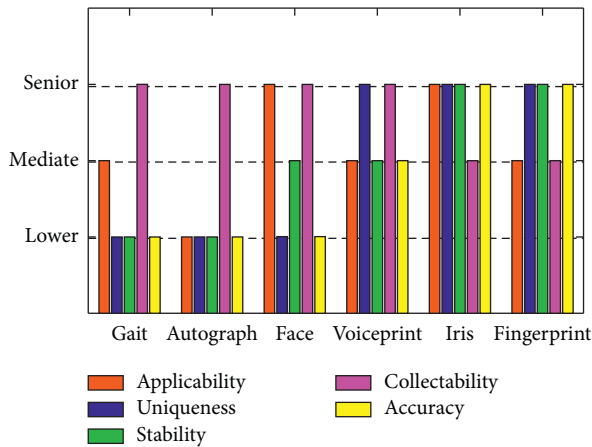 Senior
Mediate
Lower
Gait Autograph Face Voiceprint Iris Fingerprint
Applicability Collectability
Uniqueness Accuracy
Stability